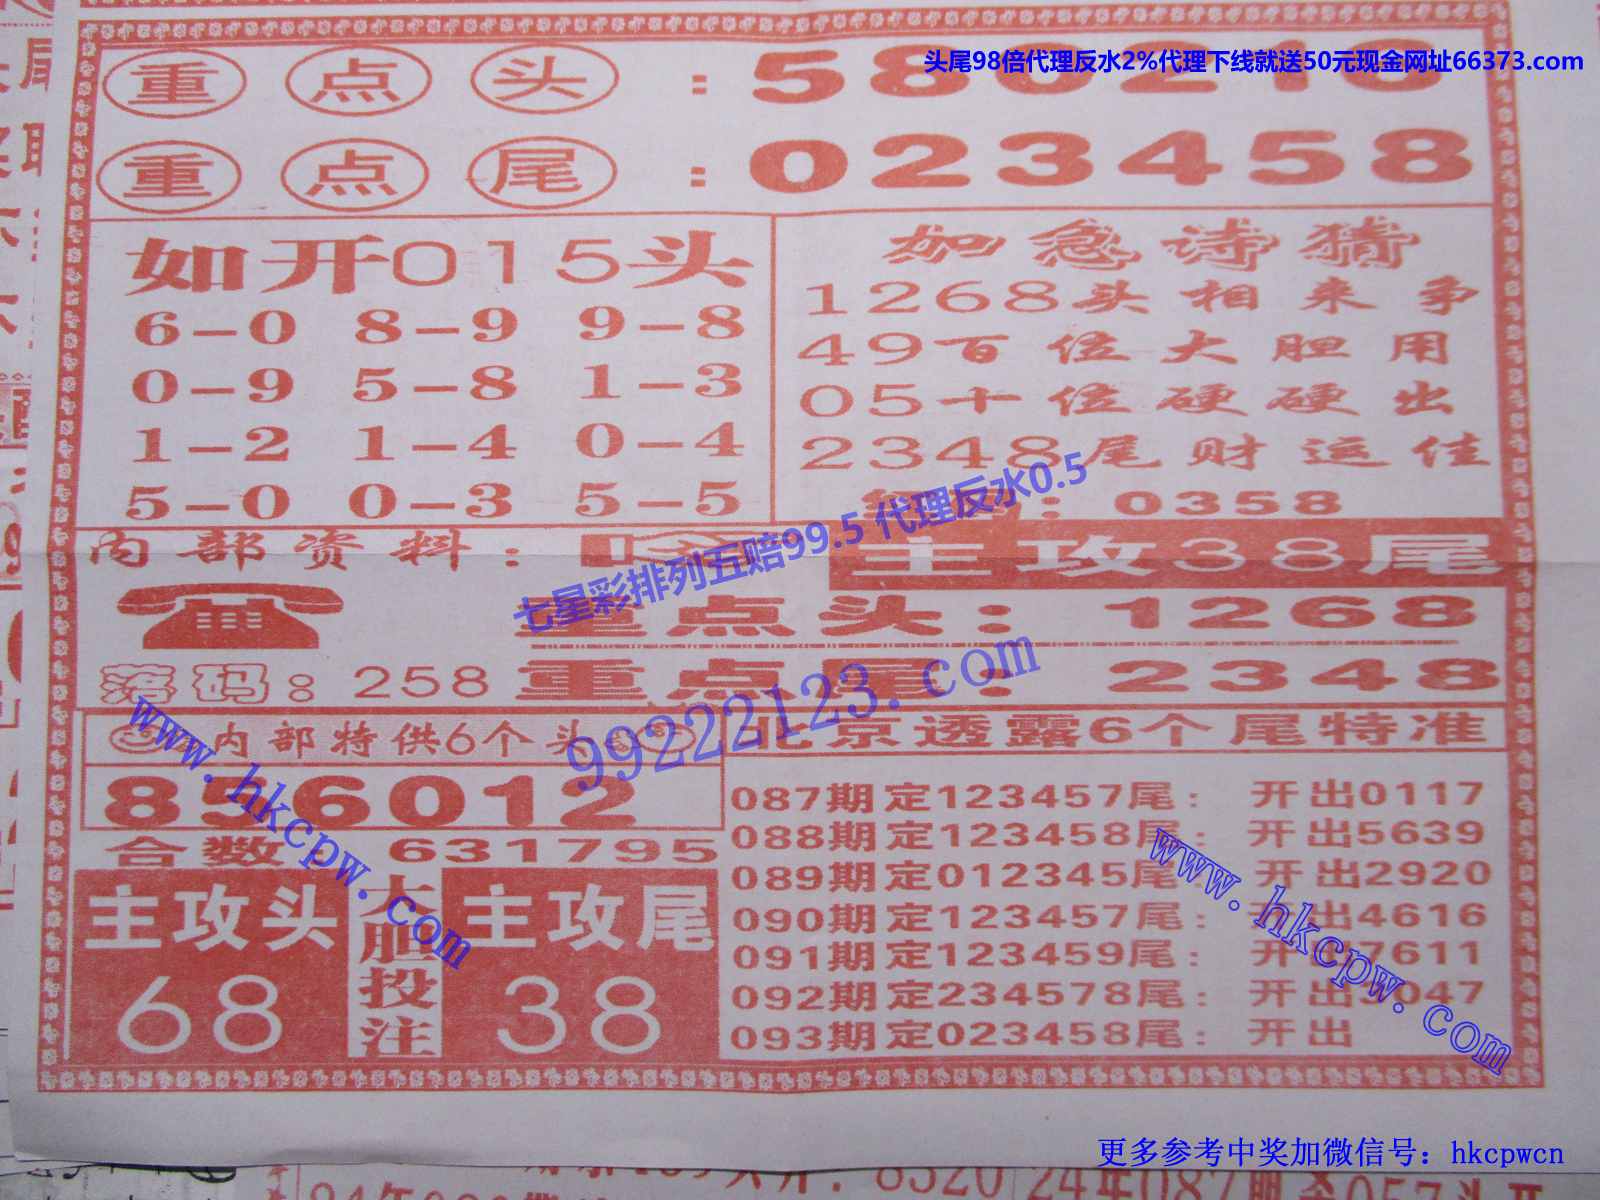 头尾98倍代理反水2%代理下线就送50元现金网址66373.com
重点头：580216
重点尾：023458
如开015头
6-0 8-9 9-8
0-9 5-8 1-3
1-2 1-4 0-4
5-0 0-3 5-5
如急诗猜
1268头相来争
49百位大胆用
05十位硬硬出
2348尾财运佳
：0358
内部资料：
主攻38尾
七星彩排列五赔99.5 代理反水0.5
重点头：1268
落码：258
重点尾：2348
99222123.com
内部特供6个头
856012
合数：631795
主攻头
68
大胆投注
主攻尾
38
www.hkcpw.com
北京透露6个尾特准
087期定123457尾：开出0117
088期定123458尾：开出5639
089期定012345尾：开出2920
090期定123457尾：开出4616
091期定123459尾：开出7611
092期定234578尾：开出 047
093期定023458尾：开出
www.hkcpw.com
更多参考中奖加微信号：hkcpwcn